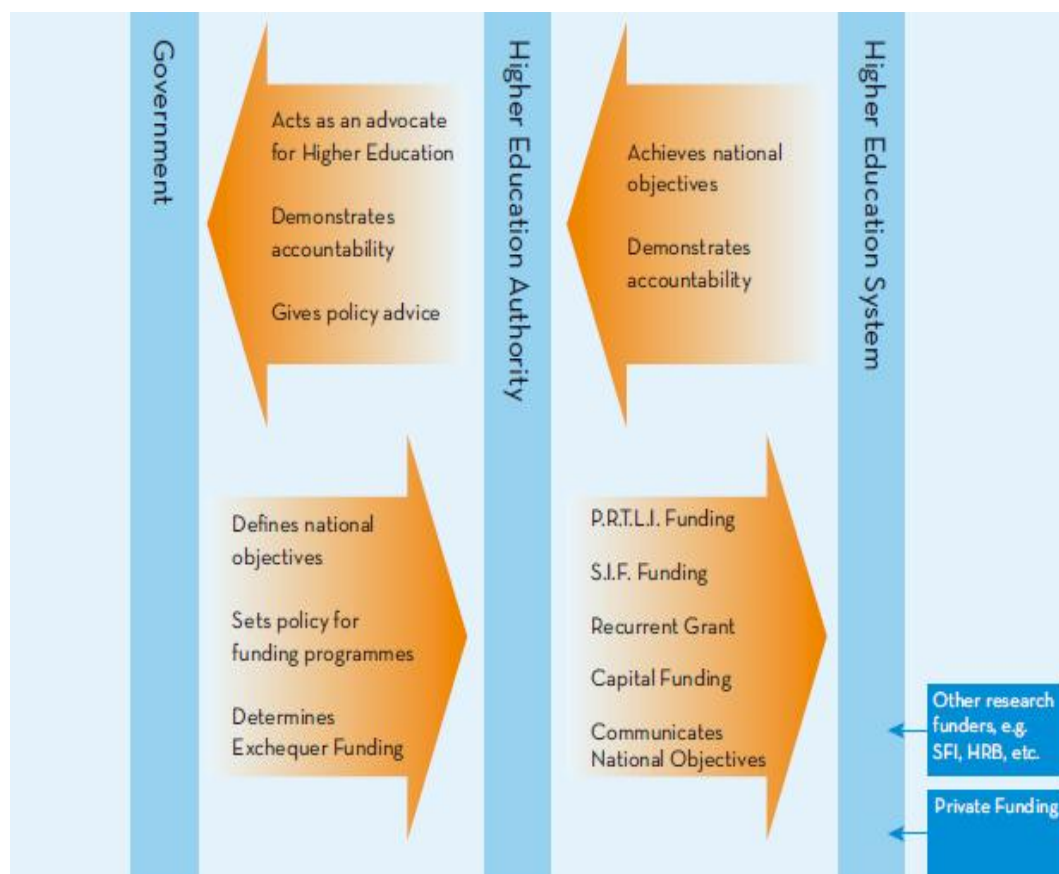 Government
Acts as an advocate
for Higher Education
Demonstrates
accountability
Gives policy advice
Higher Education Authority
Achieves national
objectives
Demonstrates
accountability
Higher Education System
Defines national
objectives
Sets policy for
funding programmes
Determines
Exchequer Funding
P.R.T.L.I. Funding
S.I.F. Funding
Recurrent Grant
Capital Funding
Communicates
National Objectives
Other research
funders, e.g.
SFI, HRB, etc.
Private Funding